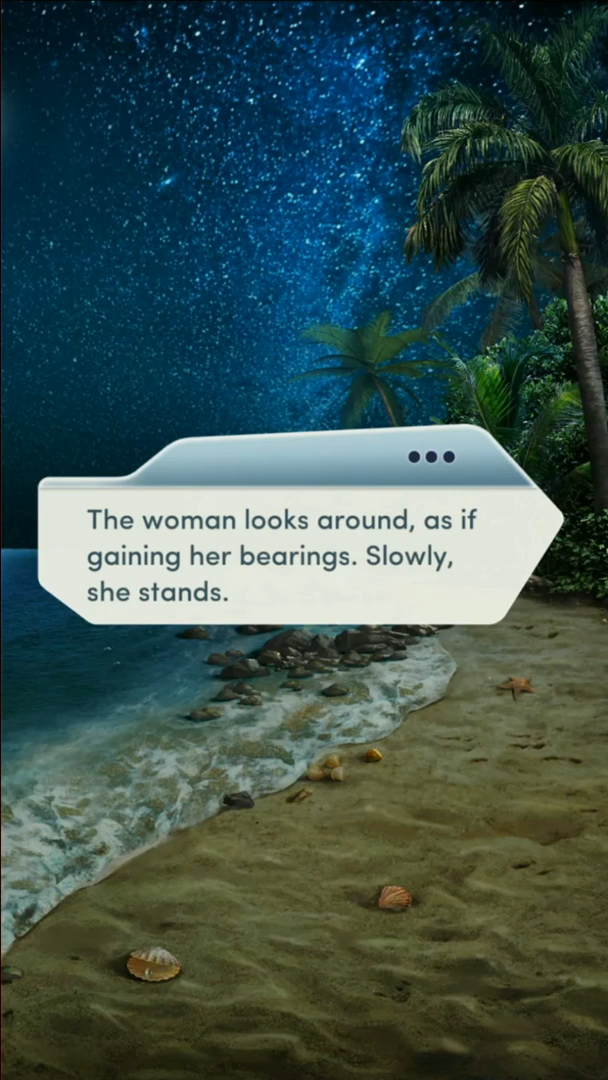 The woman looks around, as if
gaining her bearings. Slowly,
she stands.